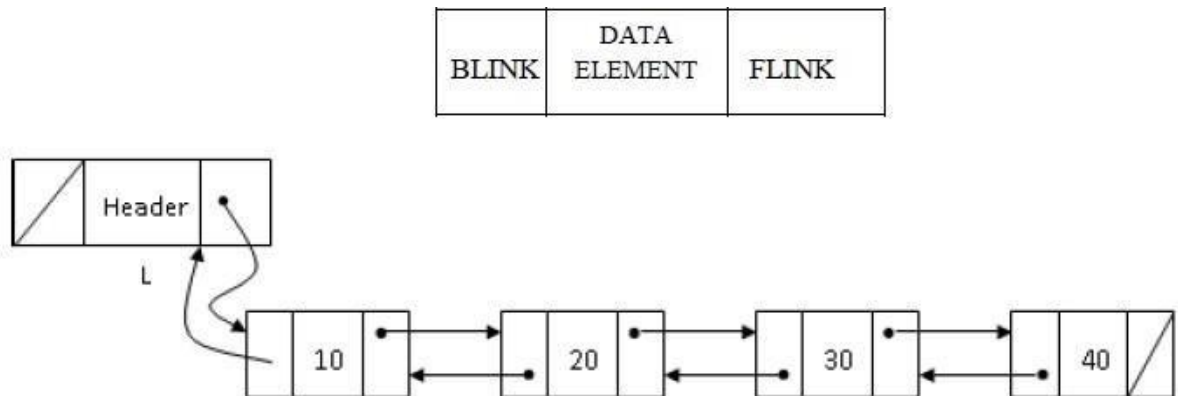 DATA
BLINK ELEMENT FLINK
Header
L
10 20 30 40